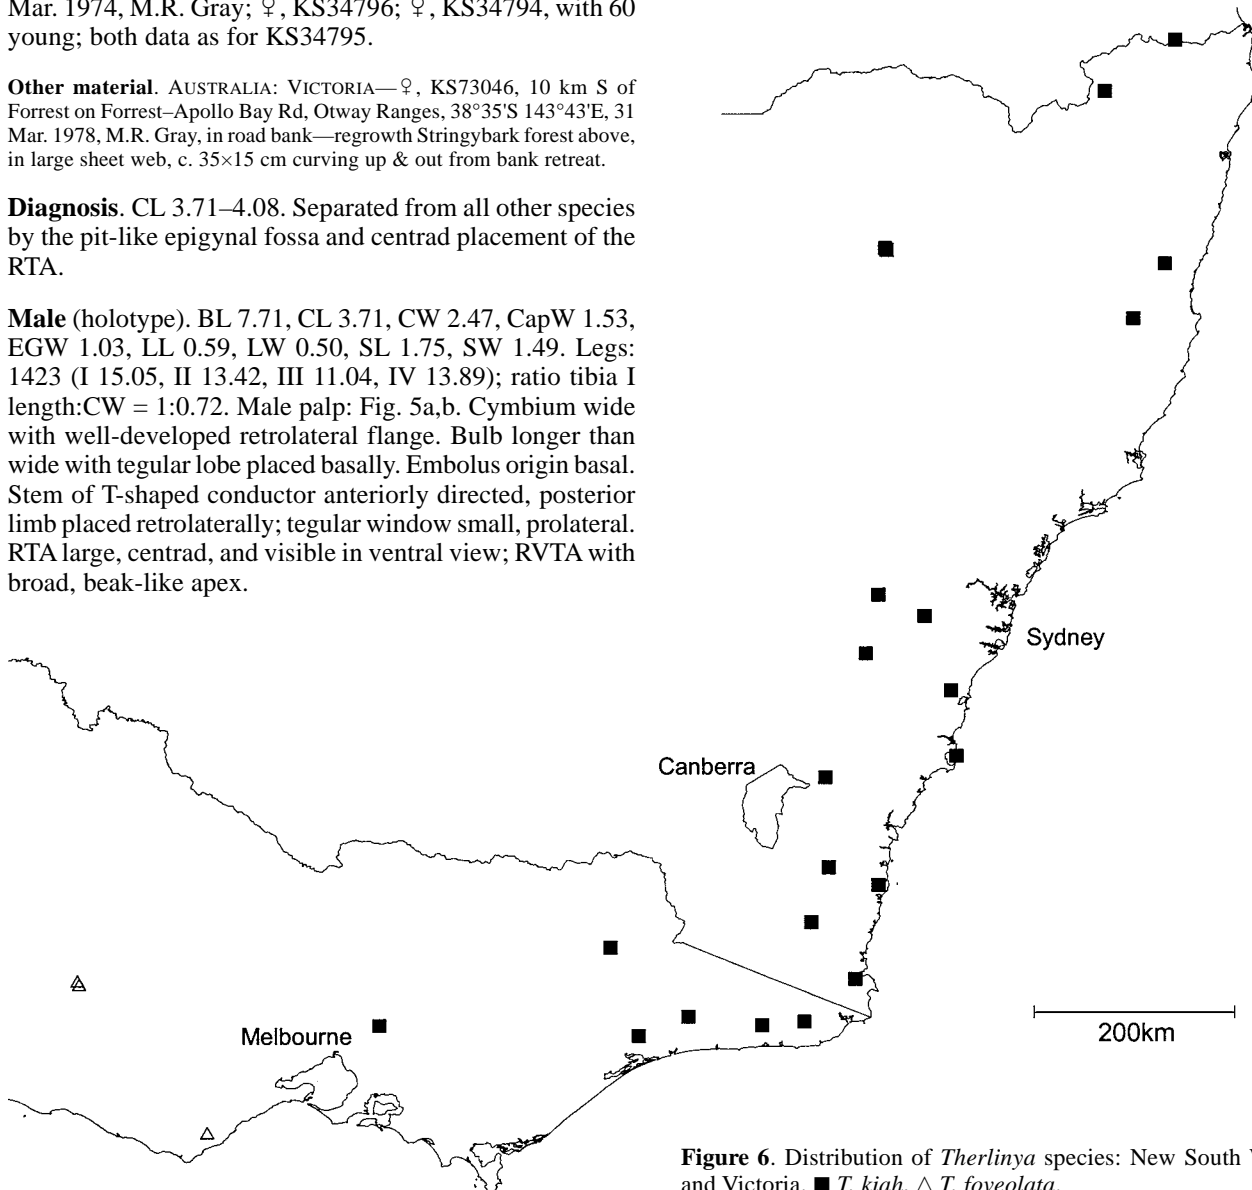 Mar. 1974, M.R. Gray; ♀, KS34796; ♀, KS34794, with 60
young; both data as for KS34795.
Other material. AUSTRALIA: VICTORIA—♀, KS73046, 10 km S of
Forrest on Forrest–Apollo Bay Rd, Otway Ranges, 38°35'S 143°43'E, 31
Mar. 1978, M.R. Gray, in road bank—regrowth Stringybark forest above,
in large sheet web, c. 35×15 cm curving up & out from bank retreat.
Diagnosis. CL 3.71–4.08. Separated from all other species
by the pit-like epigynal fossa and centrad placement of the
RTA.
Male (holotype). BL 7.71, CL 3.71, CW 2.47, CapW 1.53,
EGW 1.03, LL 0.59, LW 0.50, SL 1.75, SW 1.49. Legs:
1423 (I 15.05, II 13.42, III 11.04, IV 13.89); ratio tibia I
length:CW = 1:0.72. Male palp: Fig. 5a,b. Cymbium wide
with well-developed retrolateral flange. Bulb longer than
wide with tegular lobe placed basally. Embolus origin basal.
Stem of T-shaped conductor anteriorly directed, posterior
limb placed retrolaterally; tegular window small, prolateral.
RTA large, centrad, and visible in ventral view; RVTA with
broad, beak-like apex.
Sydney
Canberra
Melbourne
200km
Figure 6. Distribution of Therlinya species: New South
and Victoria. ■ T. kiah, △ T. foveolata.